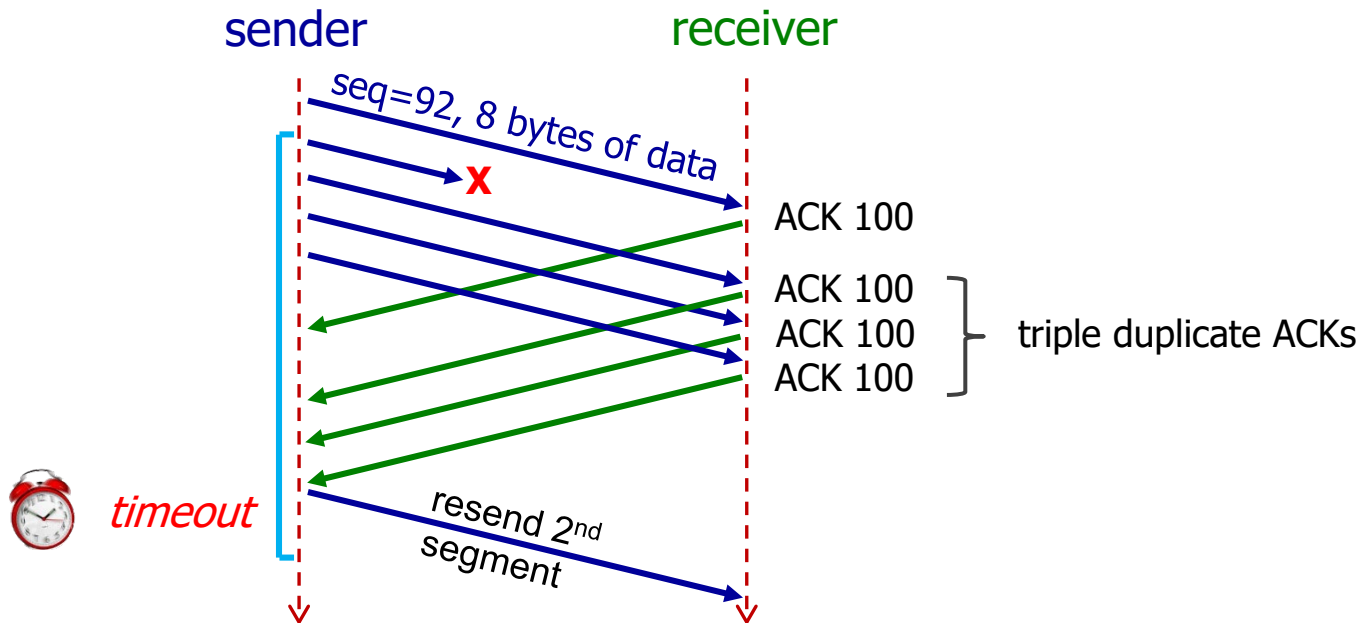 sender
receiver
seq=92, 8 bytes of data
X
ACK 100
ACK 100
ACK 100
ACK 100
triple duplicate ACKs
timeout
resend 2nd
segment